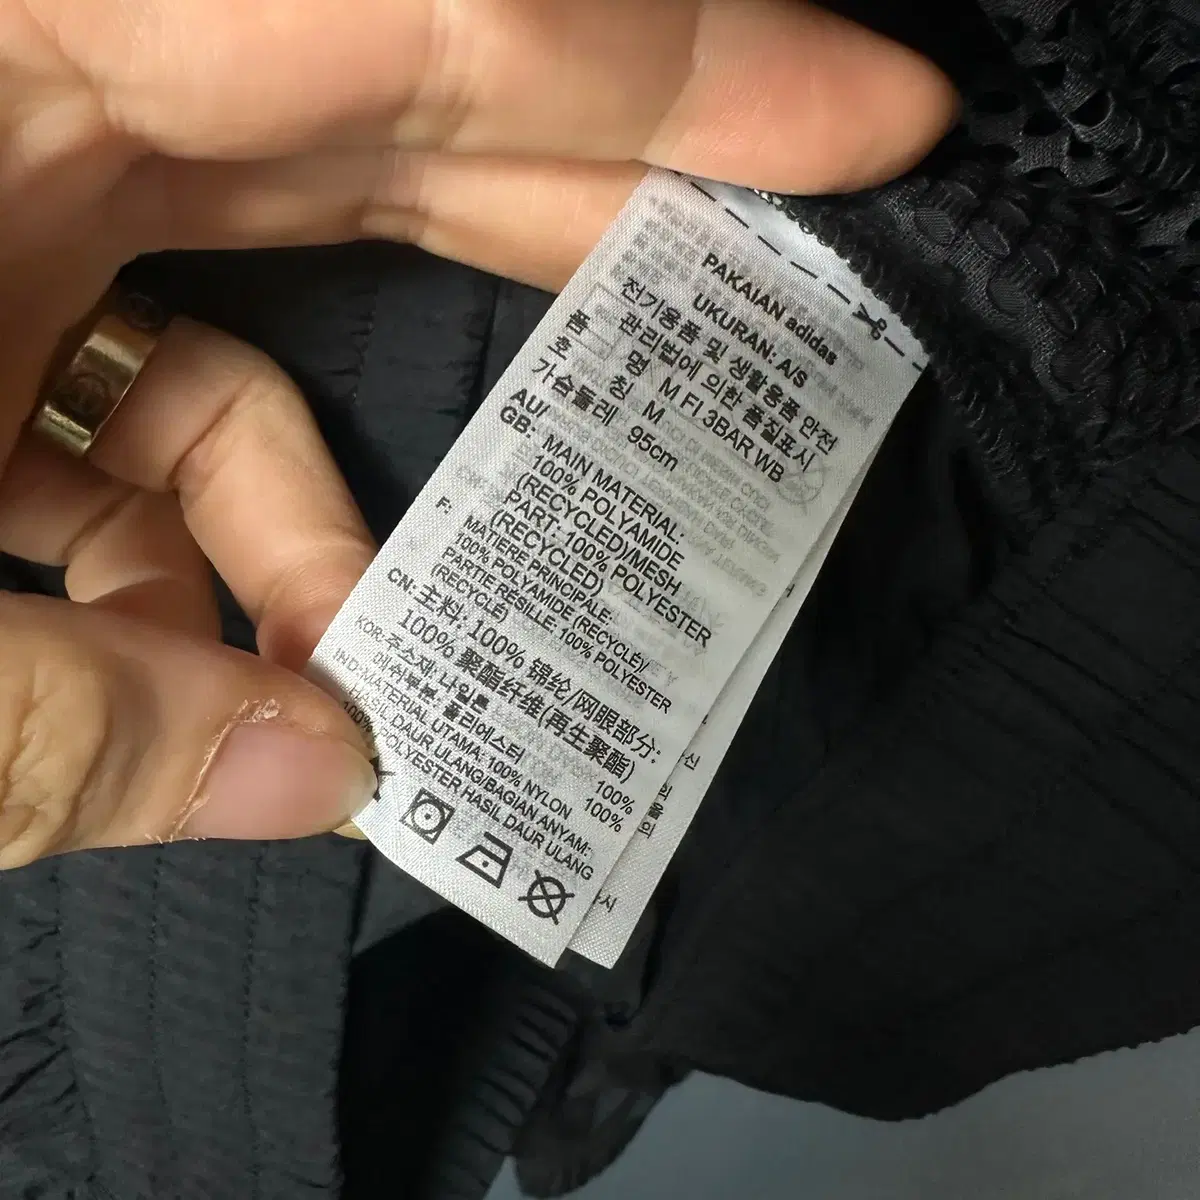 PAKAIAN adidas
UKURAN: A/S
전기용품 및 생활용품 안전
관리법에 의한 품질표시
품 명 M FI 3BAR WB
호 칭 M
가슴둘레 95cm
AU/
GB: MAIN MATERIAL:
100% POLYAMIDE
(RECYCLED)/MESH
PART: 100% POLYESTER
(RECYCLED)
F: MATIERE PRINCIPALE:
100% POLYAMIDE (RECYCLÉ)/
PARTIE RÉSILLE: 100% POLYESTER
(RECYCLÉ)
CN: 主料: 100% 锦纶/网眼部分:
100% 聚酯纤维(再生聚酯)
KOR: 주소재, 나일론 100%
메쉬부분, 폴리에스터 100%
IND: MATERIAL UTAMA, 100% NYLON
HASIL DAUR ULANG/BAGIAN ANYAM:
100% POLYESTER HASIL DAUR ULANG